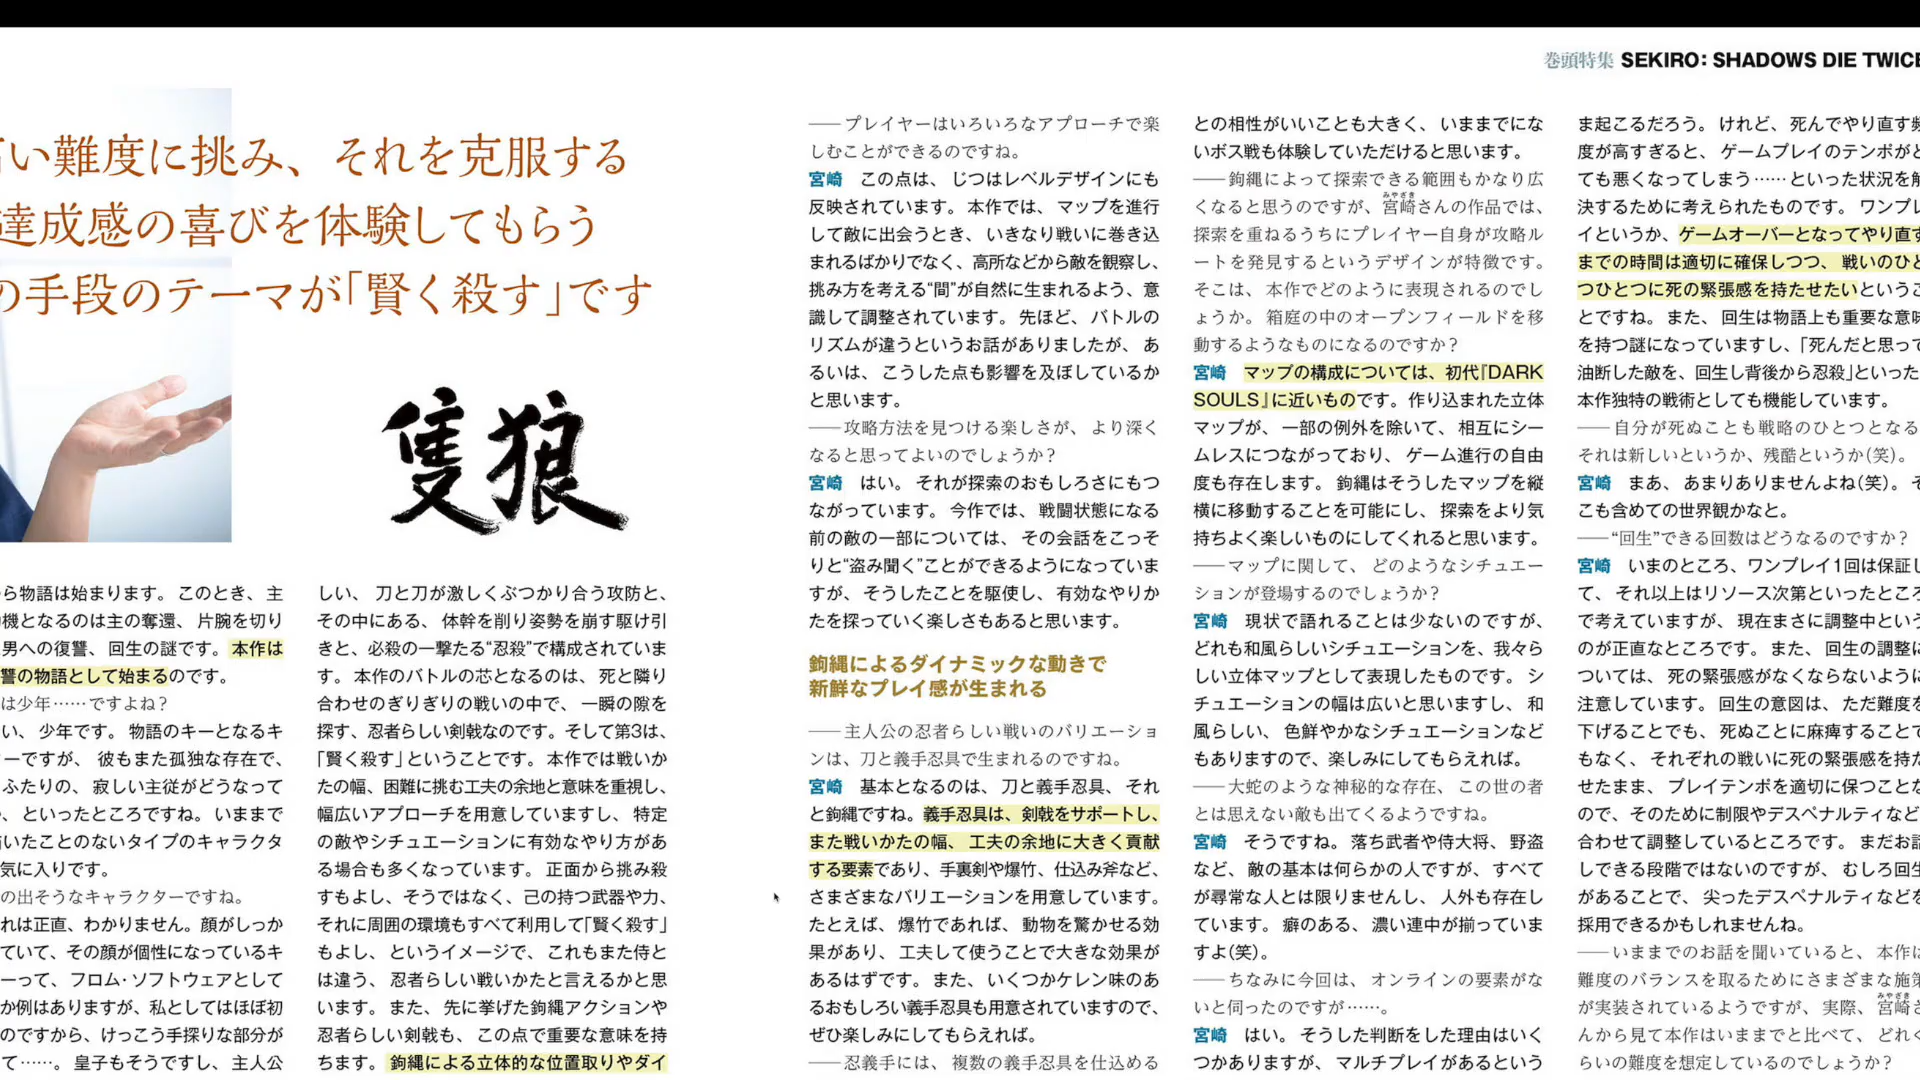 巻頭特集 SEKIRO: SHADOWS DIE TWICE
い難度に挑み、それを克服する
達成感の喜びを体験してもらう
の手段のテーマが「賢く殺す」です
隻狼
ら物語は始まります。このとき、主
機となるのは主の奪還、片腕を切り
男への復讐、回生の謎です。本作は
讐の物語として始まるのです。
は少年……ですよね?
い、少年です。物語のキーとなるキ
ーですが、彼もまた孤独な存在で、
ふたりの、寂しい主従がどうなって
、といったところですね。いままで
いたことのないタイプのキャラクタ
気に入りです。
の出そうなキャラクターですね。
れは正直、わかりません。顔がしっか
ていて、その顔が個性になっているキ
ーって、フロム・ソフトウェアとして
か例はありますが、私としてはほぼ初
のですから、けっこう手探りな部分が
て……。皇子もそうですし、主人公
しい、刀と刀が激しくぶつかり合う攻防と、
その中にある、体幹を削り姿勢を崩す駆け引
きと、必殺の一撃たる“忍殺”で構成されていま
す。本作のバトルの芯となるのは、死と隣り
合わせのぎりぎりの戦いの中で、一瞬の隙を
探す、忍者らしい剣戟なのです。そして第3は、
「賢く殺す」ということです。本作では戦いか
たの幅、困難に挑む工夫の余地と意味を重視し、
幅広いアプローチを用意していますし、特定
の敵やシチュエーションに有効なやり方があ
る場合も多くなっています。正面から挑み殺
すもよし、そうではなく、己の持つ武器や力、
それに周囲の環境もすべて利用して「賢く殺す」
もよし、というイメージで、これもまた侍と
は違う、忍者らしい戦いかたと言えるかと思
います。また、先に挙げた鉤縄アクションや
忍者らしい剣戟も、この点で重要な意味を持
ちます。鉤縄による立体的な位置取りやダイ
――プレイヤーはいろいろなアプローチで楽
しむことができるのですね。
宮崎 この点は、じつはレベルデザインにも
反映されています。本作では、マップを進行
して敵に出会うとき、いきなり戦いに巻き込
まれるばかりでなく、高所などから敵を観察し、
挑み方を考える“間”が自然に生まれるよう、意
識して調整されています。先ほど、バトルの
リズムが違うというお話がありましたが、あ
るいは、こうした点も影響を及ぼしているか
と思います。
――攻略方法を見つける楽しさが、より深く
なると思ってよいのでしょうか?
宮崎 はい。それが探索のおもしろさにもつ
ながっています。今作では、戦闘状態になる
前の敵の一部については、その会話をこっそ
りと“盗み聞く”ことができるようになっていま
すが、そうしたことを駆使し、有効なやりか
たを探っていく楽しさもあると思います。
鉤縄によるダイナミックな動きで
新鮮なプレイ感が生まれる
――主人公の忍者らしい戦いのバリエーショ
ンは、刀と義手忍具で生まれるのですね。
宮崎 基本となるのは、刀と義手忍具、それ
と鉤縄ですね。義手忍具は、剣戟をサポートし、
また戦いかたの幅、工夫の余地に大きく貢献
する要素であり、手裏剣や爆竹、仕込み斧など、
さまざまなバリエーションを用意しています。
たとえば、爆竹であれば、動物を驚かせる効
果があり、工夫して使うことで大きな効果が
あるはずです。また、いくつかケレン味のあ
るおもしろい義手忍具も用意されていますので、
ぜひ楽しみにしてもらえれば。
――忍義手には、複数の義手忍具を仕込める
との相性がいいことも大きく、いままでにな
いボス戦も体験していただけると思います。
――鉤縄によって探索できる範囲もかなり広
くなると思うのですが、宮崎さんの作品では、
探索を重ねるうちにプレイヤー自身が攻略ル
ートを発見するというデザインが特徴です。
そこは、本作でどのように表現されるのでし
ょうか。箱庭の中のオープンフィールドを移
動するようなものになるのですか?
宮崎 マップの構成については、初代『DARK
SOULS』に近いものです。作り込まれた立体
マップが、一部の例外を除いて、相互にシー
ムレスにつながっており、ゲーム進行の自由
度も存在します。鉤縄はそうしたマップを縦
横に移動することを可能にし、探索をより気
持ちよく楽しいものにしてくれると思います。
――マップに関して、どのようなシチュエー
ションが登場するのでしょうか?
宮崎 現状で語れることは少ないのですが、
どれも和風らしいシチュエーションを、我々ら
しい立体マップとして表現したものです。シ
チュエーションの幅は広いと思いますし、和
風らしい、色鮮やかなシチュエーションなど
もありますので、楽しみにしてもらえれば。
――大蛇のような神秘的な存在、この世の者
とは思えない敵も出てくるようですね。
宮崎 そうですね。落ち武者や侍大将、野盗
など、敵の基本は何らかの人ですが、すべて
が尋常な人とは限りませんし、人外も存在し
ています。癖のある、濃い連中が揃っていま
すよ(笑)。
――ちなみに今回は、オンラインの要素がな
いと伺ったのですが……。
宮崎 はい。そうした判断をした理由はいく
つかありますが、マルチプレイがあるという
ま起こるだろう。けれど、死んでやり直す頻
度が高すぎると、ゲームプレイのテンポがと
ても悪くなってしまう……といった状況を解
決するために考えられたものです。ワンプレ
イというか、ゲームオーバーとなってやり直す
までの時間は適切に確保しつつ、戦いのひと
つひとつに死の緊張感を持たせたいというこ
とですね。また、回生は物語上も重要な意味
を持つ謎になっていますし、「死んだと思って
油断した敵を、回生し背後から忍殺」といった
本作独特の戦術としても機能しています。
――自分が死ぬことも戦略のひとつとなる
それは新しいというか、残酷というか(笑)。
宮崎 まあ、あまりありませんよね(笑)。そ
こも含めての世界観かなと。
――“回生”できる回数はどうなるのですか?
宮崎 いまのところ、ワンプレイ1回は保証し
て、それ以上はリソース次第といったところ
で考えていますが、現在まさに調整中という
のが正直なところです。また、回生の調整に
ついては、死の緊張感がなくならないように
注意しています。回生の意図は、ただ難度を
下げることでも、死ぬことに麻痺することで
もなく、それぞれの戦いに死の緊張感を持た
せたまま、プレイテンポを適切に保つことな
ので、そのために制限やデスペナルティなど
合わせて調整しているところです。まだお話
しできる段階ではないのですが、むしろ回生
があることで、尖ったデスペナルティなどを
採用できるかもしれませんね。
――いままでのお話を聞いていると、本作は
難度のバランスを取るためにさまざまな施策
が実装されているようですが、実際、宮崎さ
んから見て本作はいままでと比べて、どれく
らいの難度を想定しているのでしょうか?